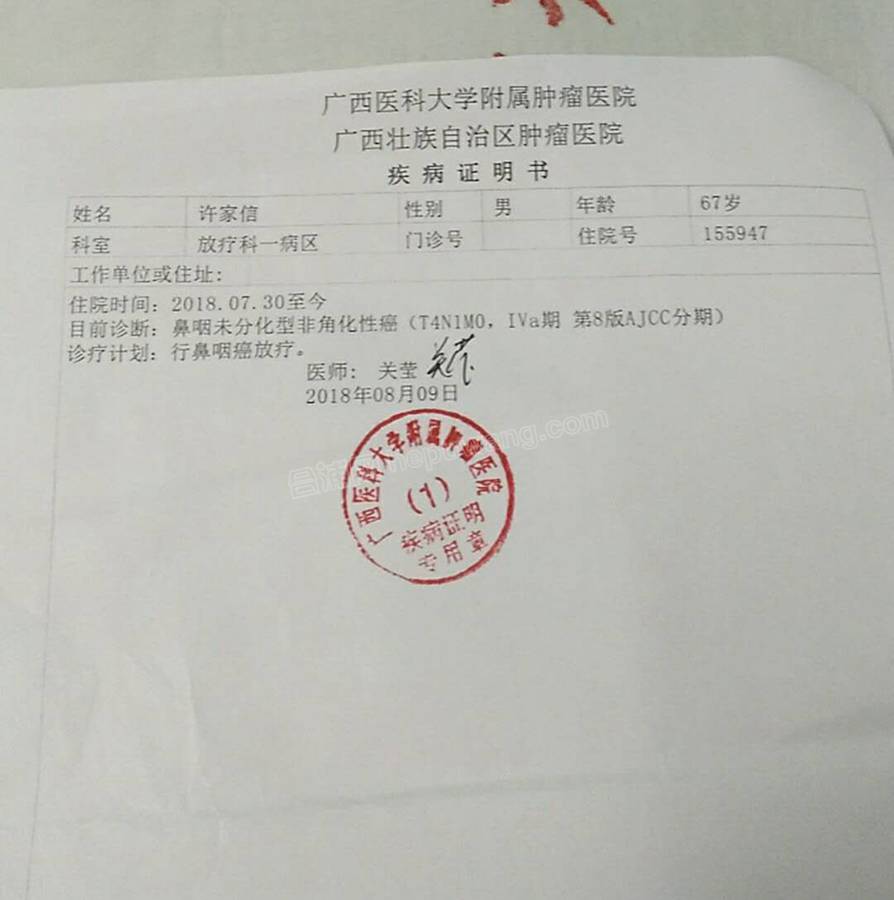 广西医科大学附属肿瘤医院
广西壮族自治区肿瘤医院
疾病证明书
姓名 许家信 性别 男 年龄 67岁
科室 放疗科一病区 门诊号 住院号 155947
工作单位或住址:
住院时间: 2018.07.30至今
目前诊断: 鼻咽未分化型非角化性癌 (T4N1M0, IVa期 第8版AJCC分期)
诊疗计划: 行鼻咽癌放疗。
医师: 关莹 关莹
2018年08月09日
广西医科大学附属肿瘤医院
(1)
疾病证明
专用章